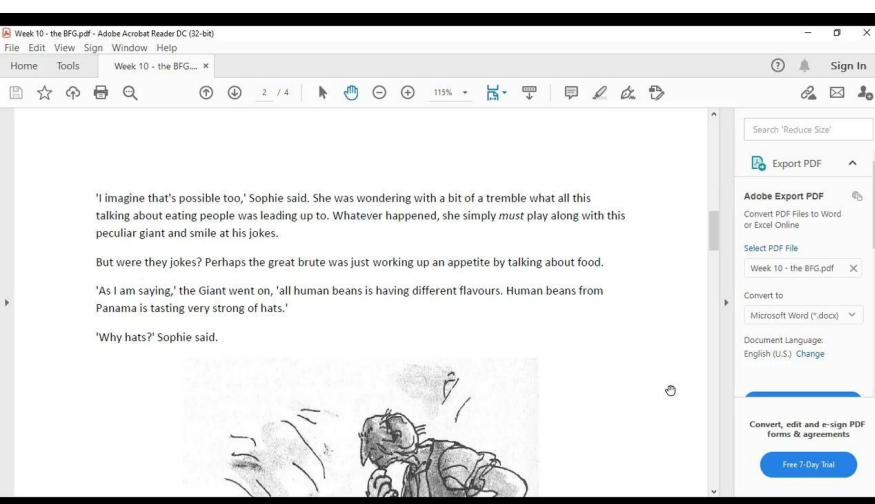 Week 10 - the BFG.pdf - Adobe Acrobat Reader DC (32-bit)
File Edit View Sign Window Help
Home Tools Week 10 - the BFG.... × Sign In
2 / 4 115%
'I imagine that's possible too,' Sophie said. She was wondering with a bit of a tremble what all this
talking about eating people was leading up to. Whatever happened, she simply must play along with this
peculiar giant and smile at his jokes.
But were they jokes? Perhaps the great brute was just working up an appetite by talking about food.
'As I am saying,' the Giant went on, 'all human beans is having different flavours. Human beans from
Panama is tasting very strong of hats.'
'Why hats?' Sophie said.
Search 'Reduce Size'
Export PDF
Adobe Export PDF
Convert PDF Files to Word
or Excel Online
Select PDF File
Week 10 - the BFG.pdf ×
Convert to
Microsoft Word (*.docx)
Document Language:
English (U.S.) Change
Convert, edit and e-sign PDF
forms & agreements
Free 7-Day Trial